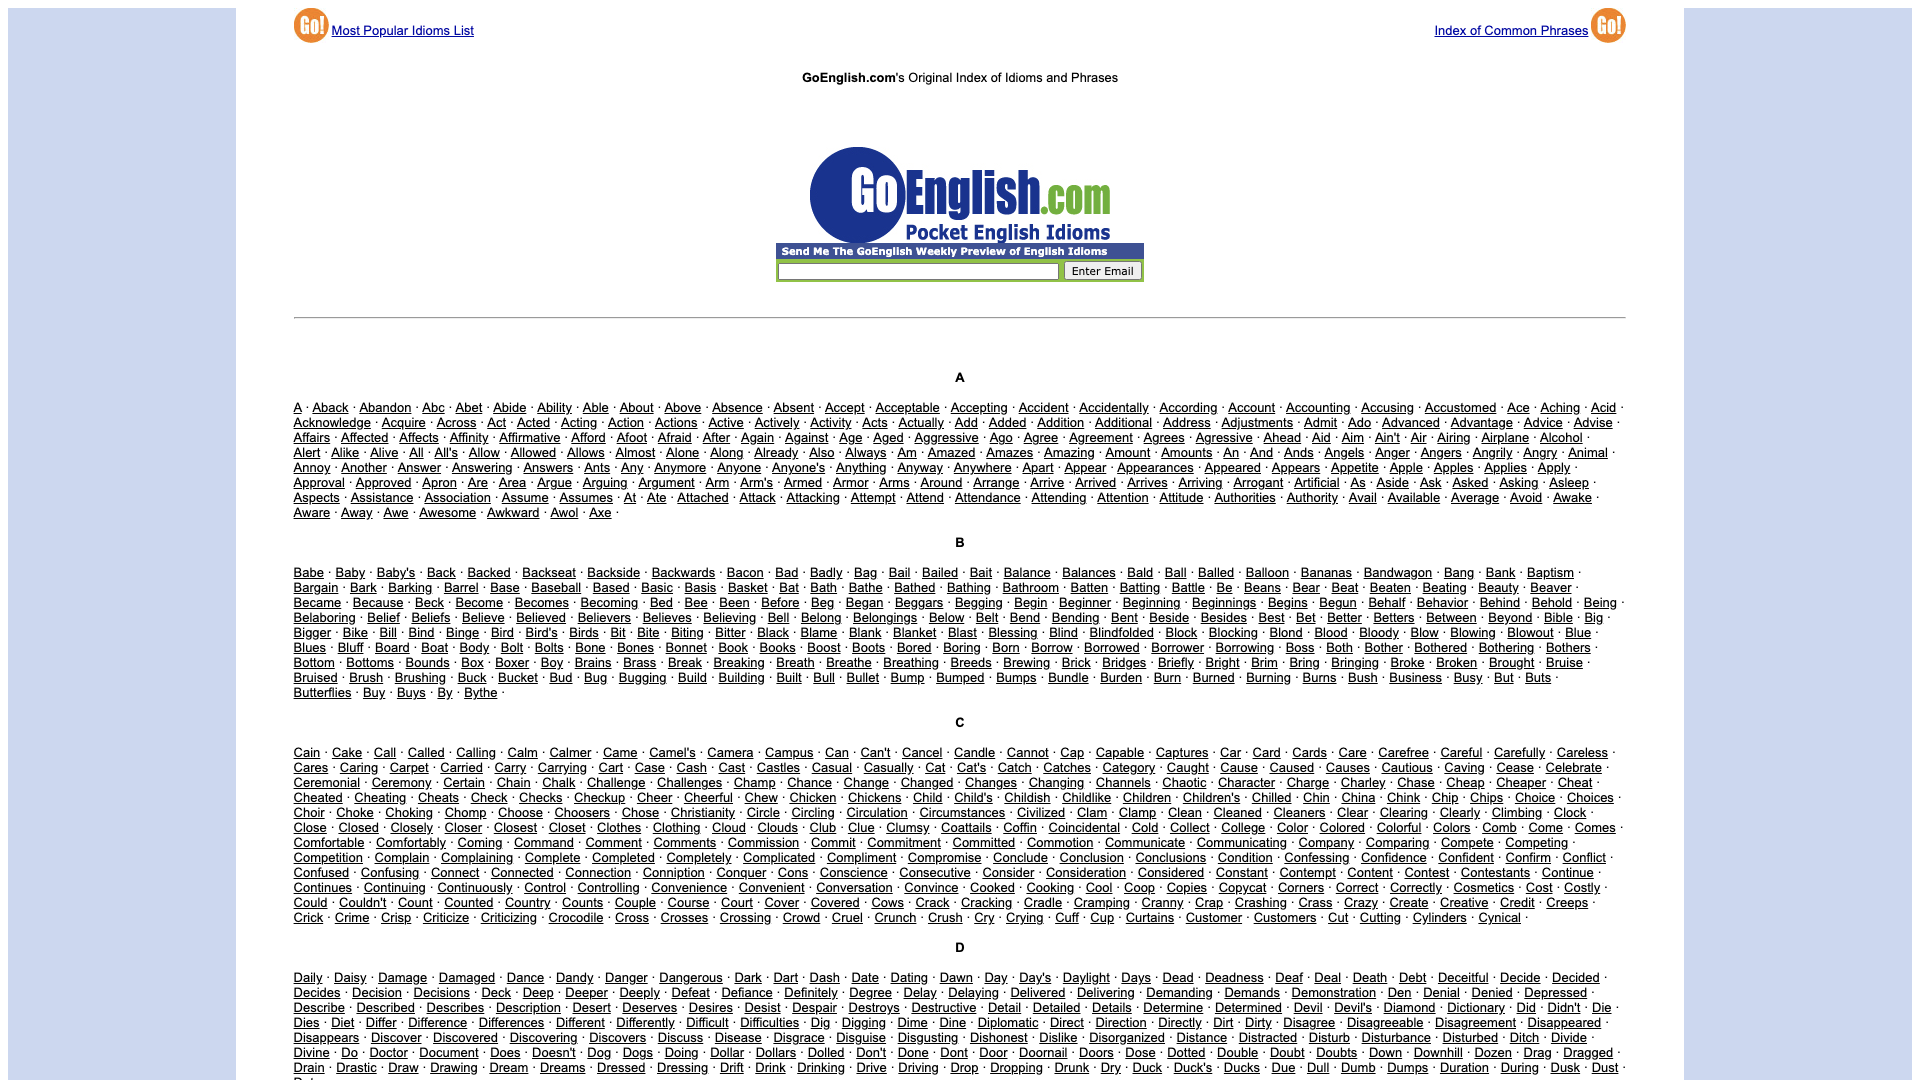 Go! Most Popular Idioms List
Index of Common Phrases Go!
GoEnglish.com's Original Index of Idioms and Phrases
GoEnglish.com
Pocket English Idioms
Send Me The GoEnglish Weekly Preview of English Idioms
Enter Email
A
A · Aback · Abandon · Abc · Abet · Abide · Ability · Able · About · Above · Absence · Absent · Accept · Acceptable · Accepting · Accident · Accidentally · According · Account · Accounting · Accusing · Accustomed · Ace · Aching · Acid ·
Acknowledge · Acquire · Across · Act · Acted · Acting · Action · Actions · Active · Actively · Activity · Acts · Actually · Add · Added · Addition · Additional · Address · Adjustments · Admit · Ado · Advanced · Advantage · Advice · Advise ·
Affairs · Affected · Affects · Affinity · Affirmative · Afford · Afoot · Afraid · After · Again · Against · Age · Aged · Aggressive · Ago · Agree · Agreement · Agrees · Agressive · Ahead · Aid · Aim · Ain't · Air · Airing · Airplane · Alcohol ·
Alert · Alike · Alive · All · All's · Allow · Allowed · Allows · Almost · Alone · Along · Already · Also · Always · Am · Amazed · Amazes · Amazing · Amount · Amounts · An · And · Ands · Angels · Anger · Angers · Angrily · Angry · Animal ·
Annoy · Another · Answer · Answering · Answers · Ants · Any · Anymore · Anyone · Anyone's · Anything · Anyway · Anywhere · Apart · Appear · Appearances · Appeared · Appears · Appetite · Apple · Apples · Applies · Apply ·
Approval · Approved · Apron · Are · Area · Argue · Arguing · Argument · Arm · Arm's · Armed · Armor · Arms · Around · Arrange · Arrive · Arrived · Arrives · Arriving · Arrogant · Artificial · As · Aside · Ask · Asked · Asking · Asleep ·
Aspects · Assistance · Association · Assume · Assumes · At · Ate · Attached · Attack · Attacking · Attempt · Attend · Attendance · Attending · Attention · Attitude · Authorities · Authority · Avail · Available · Average · Avoid · Awake ·
Aware · Away · Awe · Awesome · Awkward · Awol · Axe ·
B
Babe · Baby · Baby's · Back · Backed · Backseat · Backside · Backwards · Bacon · Bad · Badly · Bag · Bail · Bailed · Bait · Balance · Balances · Bald · Ball · Balled · Balloon · Bananas · Bandwagon · Bang · Bank · Baptism ·
Bargain · Bark · Barking · Barrel · Base · Baseball · Based · Basic · Basis · Basket · Bat · Bath · Bathe · Bathed · Bathing · Bathroom · Batten · Batting · Battle · Be · Beans · Bear · Beat · Beaten · Beating · Beauty · Beaver ·
Became · Because · Beck · Become · Becomes · Becoming · Bed · Bee · Been · Before · Beg · Began · Beggars · Begging · Begin · Beginner · Beginning · Beginnings · Begins · Begun · Behalf · Behavior · Behind · Behold · Being ·
Belaboring · Belief · Beliefs · Believe · Believed · Believers · Believes · Believing · Bell · Belong · Belongings · Below · Belt · Bend · Bending · Bent · Beside · Besides · Best · Bet · Better · Betters · Between · Beyond · Bible · Big ·
Bigger · Bike · Bill · Bind · Binge · Bird · Bird's · Birds · Bit · Bite · Biting · Bitter · Black · Blame · Blank · Blanket · Blast · Blessing · Blind · Blindfolded · Block · Blocking · Blond · Blood · Bloody · Blow · Blowing · Blowout · Blue ·
Blues · Bluff · Board · Boat · Body · Bolt · Bolts · Bone · Bones · Bonnet · Book · Books · Boost · Boots · Bored · Boring · Born · Borrow · Borrowed · Borrower · Borrowing · Boss · Both · Bother · Bothered · Bothering · Bothers ·
Bottom · Bottoms · Bounds · Box · Boxer · Boy · Brains · Brass · Break · Breaking · Breath · Breathe · Breathing · Breeds · Brewing · Brick · Bridges · Briefly · Bright · Brim · Bring · Bringing · Broke · Broken · Brought · Bruise ·
Bruised · Brush · Brushing · Buck · Bucket · Bud · Bug · Bugging · Build · Building · Built · Bull · Bullet · Bump · Bumped · Bumps · Bundle · Burden · Burn · Burned · Burning · Burns · Bush · Business · Busy · But · Buts ·
Butterflies · Buy · Buys · By · Bythe ·
C
Cain · Cake · Call · Called · Calling · Calm · Calmer · Came · Camel's · Camera · Campus · Can · Can't · Cancel · Candle · Cannot · Cap · Capable · Captures · Car · Card · Cards · Care · Carefree · Careful · Carefully · Careless ·
Cares · Caring · Carpet · Carried · Carry · Carrying · Cart · Case · Cash · Cast · Castles · Casual · Casually · Cat · Cat's · Catch · Catches · Category · Caught · Cause · Caused · Causes · Cautious · Caving · Cease · Celebrate ·
Ceremonial · Ceremony · Certain · Chain · Chalk · Challenge · Challenges · Champ · Chance · Change · Changed · Changes · Changing · Channels · Chaotic · Character · Charge · Charley · Chase · Cheap · Cheaper · Cheat ·
Cheated · Cheating · Cheats · Check · Checks · Checkup · Cheer · Cheerful · Chew · Chicken · Chickens · Child · Child's · Childish · Childlike · Children · Children's · Chilled · Chin · China · Chink · Chip · Chips · Choice · Choices ·
Choir · Choke · Choking · Chomp · Choose · Choosers · Chose · Christianity · Circle · Circling · Circulation · Circumstances · Civilized · Clam · Clamp · Clean · Cleaned · Cleaners · Clear · Clearing · Clearly · Climbing · Clock ·
Close · Closed · Closely · Closer · Closest · Closet · Clothes · Clothing · Cloud · Clouds · Club · Clue · Clumsy · Coattails · Coffin · Coincidental · Cold · Collect · College · Color · Colored · Colorful · Colors · Comb · Come · Comes ·
Comfortable · Comfortably · Coming · Command · Comment · Comments · Commission · Commit · Commitment · Committed · Commotion · Communicate · Communicating · Company · Comparing · Compete · Competing ·
Competition · Complain · Complaining · Complete · Completed · Completely · Complicated · Compliment · Compromise · Conclude · Conclusion · Conclusions · Condition · Confessing · Confidence · Confident · Confirm · Conflict ·
Confused · Confusing · Connect · Connected · Connection · Conniption · Conquer · Cons · Conscience · Consecutive · Consider · Consideration · Considered · Constant · Contempt · Content · Contest · Contestants · Continue ·
Continues · Continuing · Continuously · Control · Controlling · Convenience · Convenient · Conversation · Convince · Cooked · Cooking · Cool · Coop · Copies · Copycat · Corners · Correct · Correctly · Cosmetics · Cost · Costly ·
Could · Couldn't · Count · Counted · Country · Counts · Couple · Course · Court · Cover · Covered · Cows · Crack · Cracking · Cradle · Cramping · Cranny · Crap · Crashing · Crass · Crazy · Create · Creative · Credit · Creeps ·
Crick · Crime · Crisp · Criticize · Criticizing · Crocodile · Cross · Crosses · Crossing · Crowd · Cruel · Crunch · Crush · Cry · Crying · Cuff · Cup · Curtains · Customer · Customers · Cut · Cutting · Cylinders · Cynical ·
D
Daily · Daisy · Damage · Damaged · Dance · Dandy · Danger · Dangerous · Dark · Dart · Dash · Date · Dating · Dawn · Day · Day's · Daylight · Days · Dead · Deadness · Deaf · Deal · Death · Debt · Deceitful · Decide · Decided ·
Decides · Decision · Decisions · Deck · Deep · Deeper · Deeply · Defeat · Defiance · Definitely · Degree · Delay · Delaying · Delivered · Delivering · Demanding · Demands · Demonstration · Den · Denial · Denied · Depressed ·
Describe · Described · Describes · Description · Desert · Deserves · Desires · Desist · Despair · Destroys · Destructive · Detail · Detailed · Details · Determine · Determined · Devil · Devil's · Diamond · Dictionary · Did · Didn't · Die ·
Dies · Diet · Differ · Difference · Differences · Different · Differently · Difficult · Difficulties · Dig · Digging · Dime · Dine · Diplomatic · Direct · Direction · Directly · Dirt · Dirty · Disagree · Disagreeable · Disagreement · Disappeared ·
Disappears · Discover · Discovered · Discovering · Discovers · Discuss · Disease · Disgrace · Disguise · Disgusting · Dishonest · Dislike · Disorganized · Distance · Distracted · Disturb · Disturbance · Disturbed · Ditch · Divide ·
Divine · Do · Doctor · Document · Does · Doesn't · Dog · Dogs · Doing · Dollar · Dollars · Dolled · Don't · Done · Dont · Door · Doornail · Doors · Dose · Dotted · Double · Doubt · Doubts · Down · Downhill · Dozen · Drag · Dragged ·
Drain · Drastic · Draw · Drawing · Dream · Dreams · Dressed · Dressing · Drift · Drink · Drinking · Drive · Driving · Drop · Dropping · Drunk · Dry · Duck · Duck's · Ducks · Due · Dull · Dumb · Dumps · Duration · During · Dusk · Dust ·